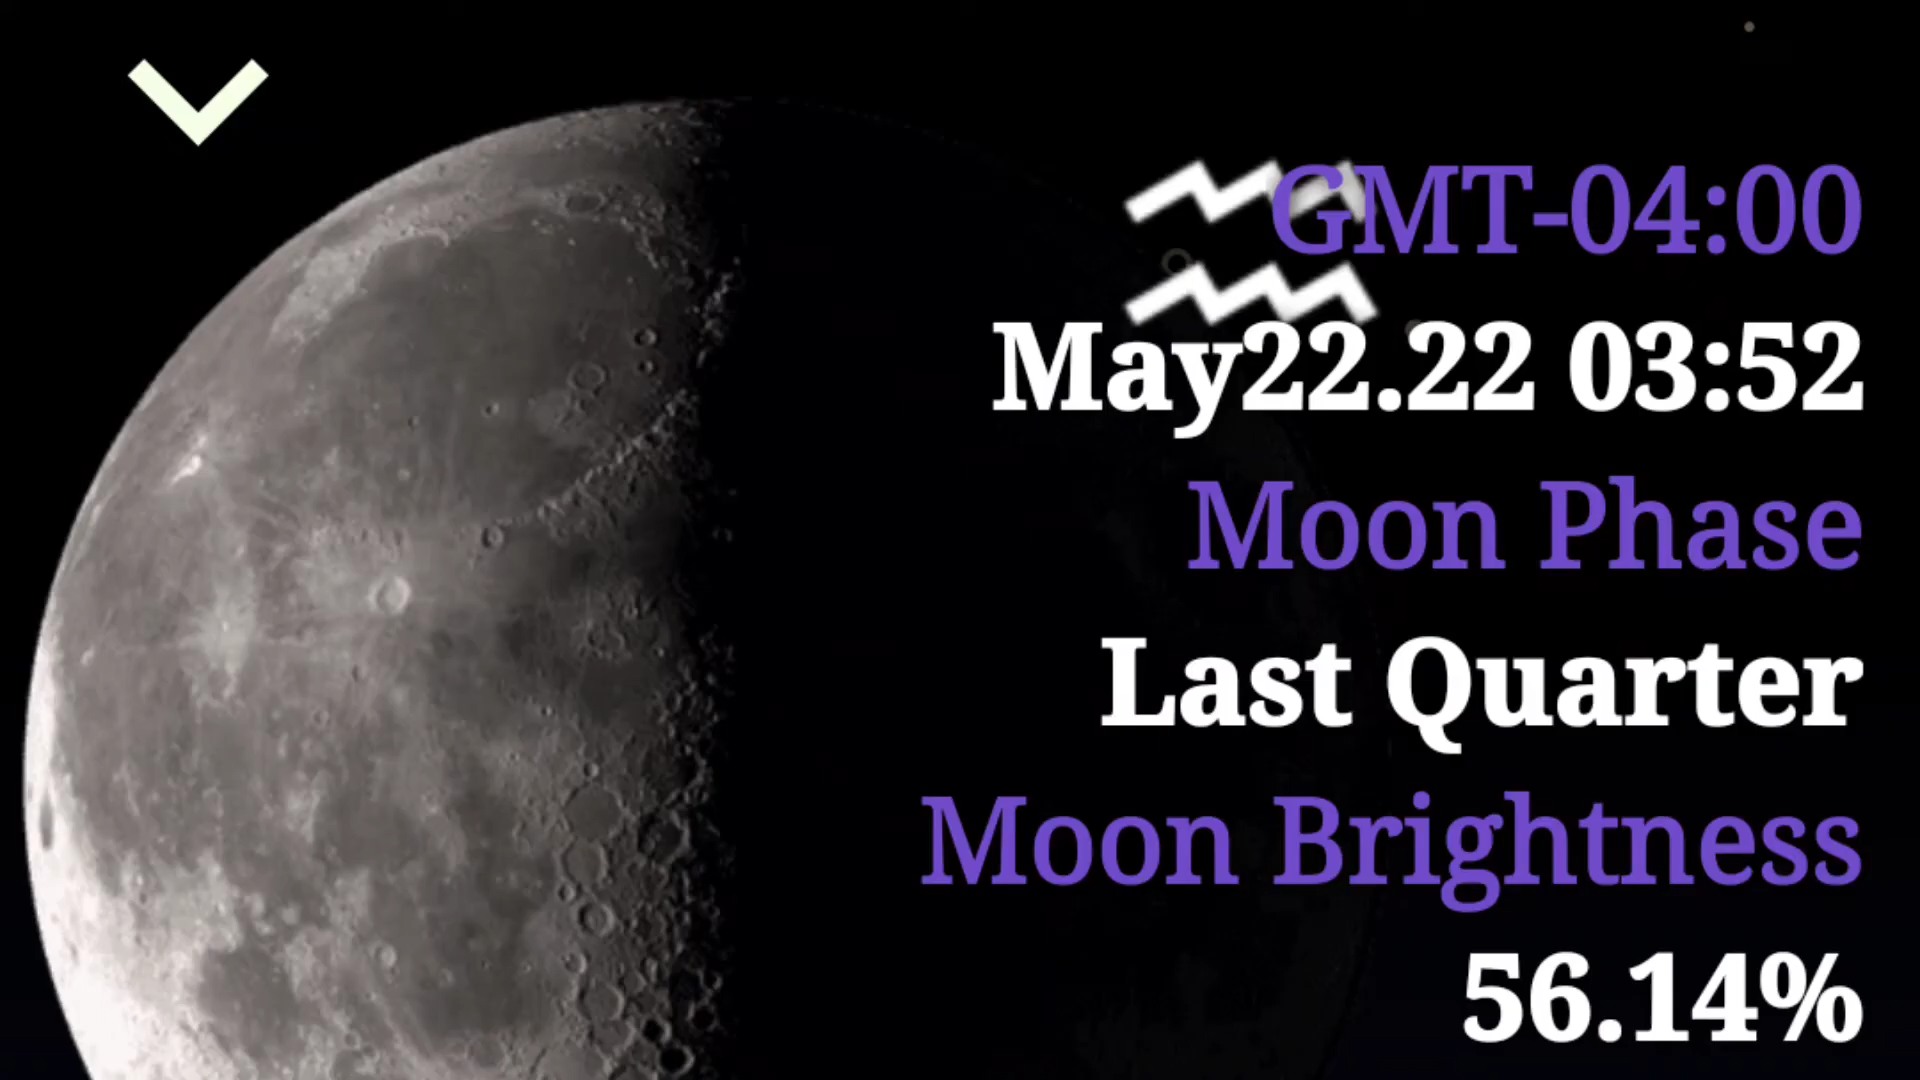 GMT-04:00
May22.22 03:52
Moon Phase
Last Quarter
Moon Brightness
56.14%